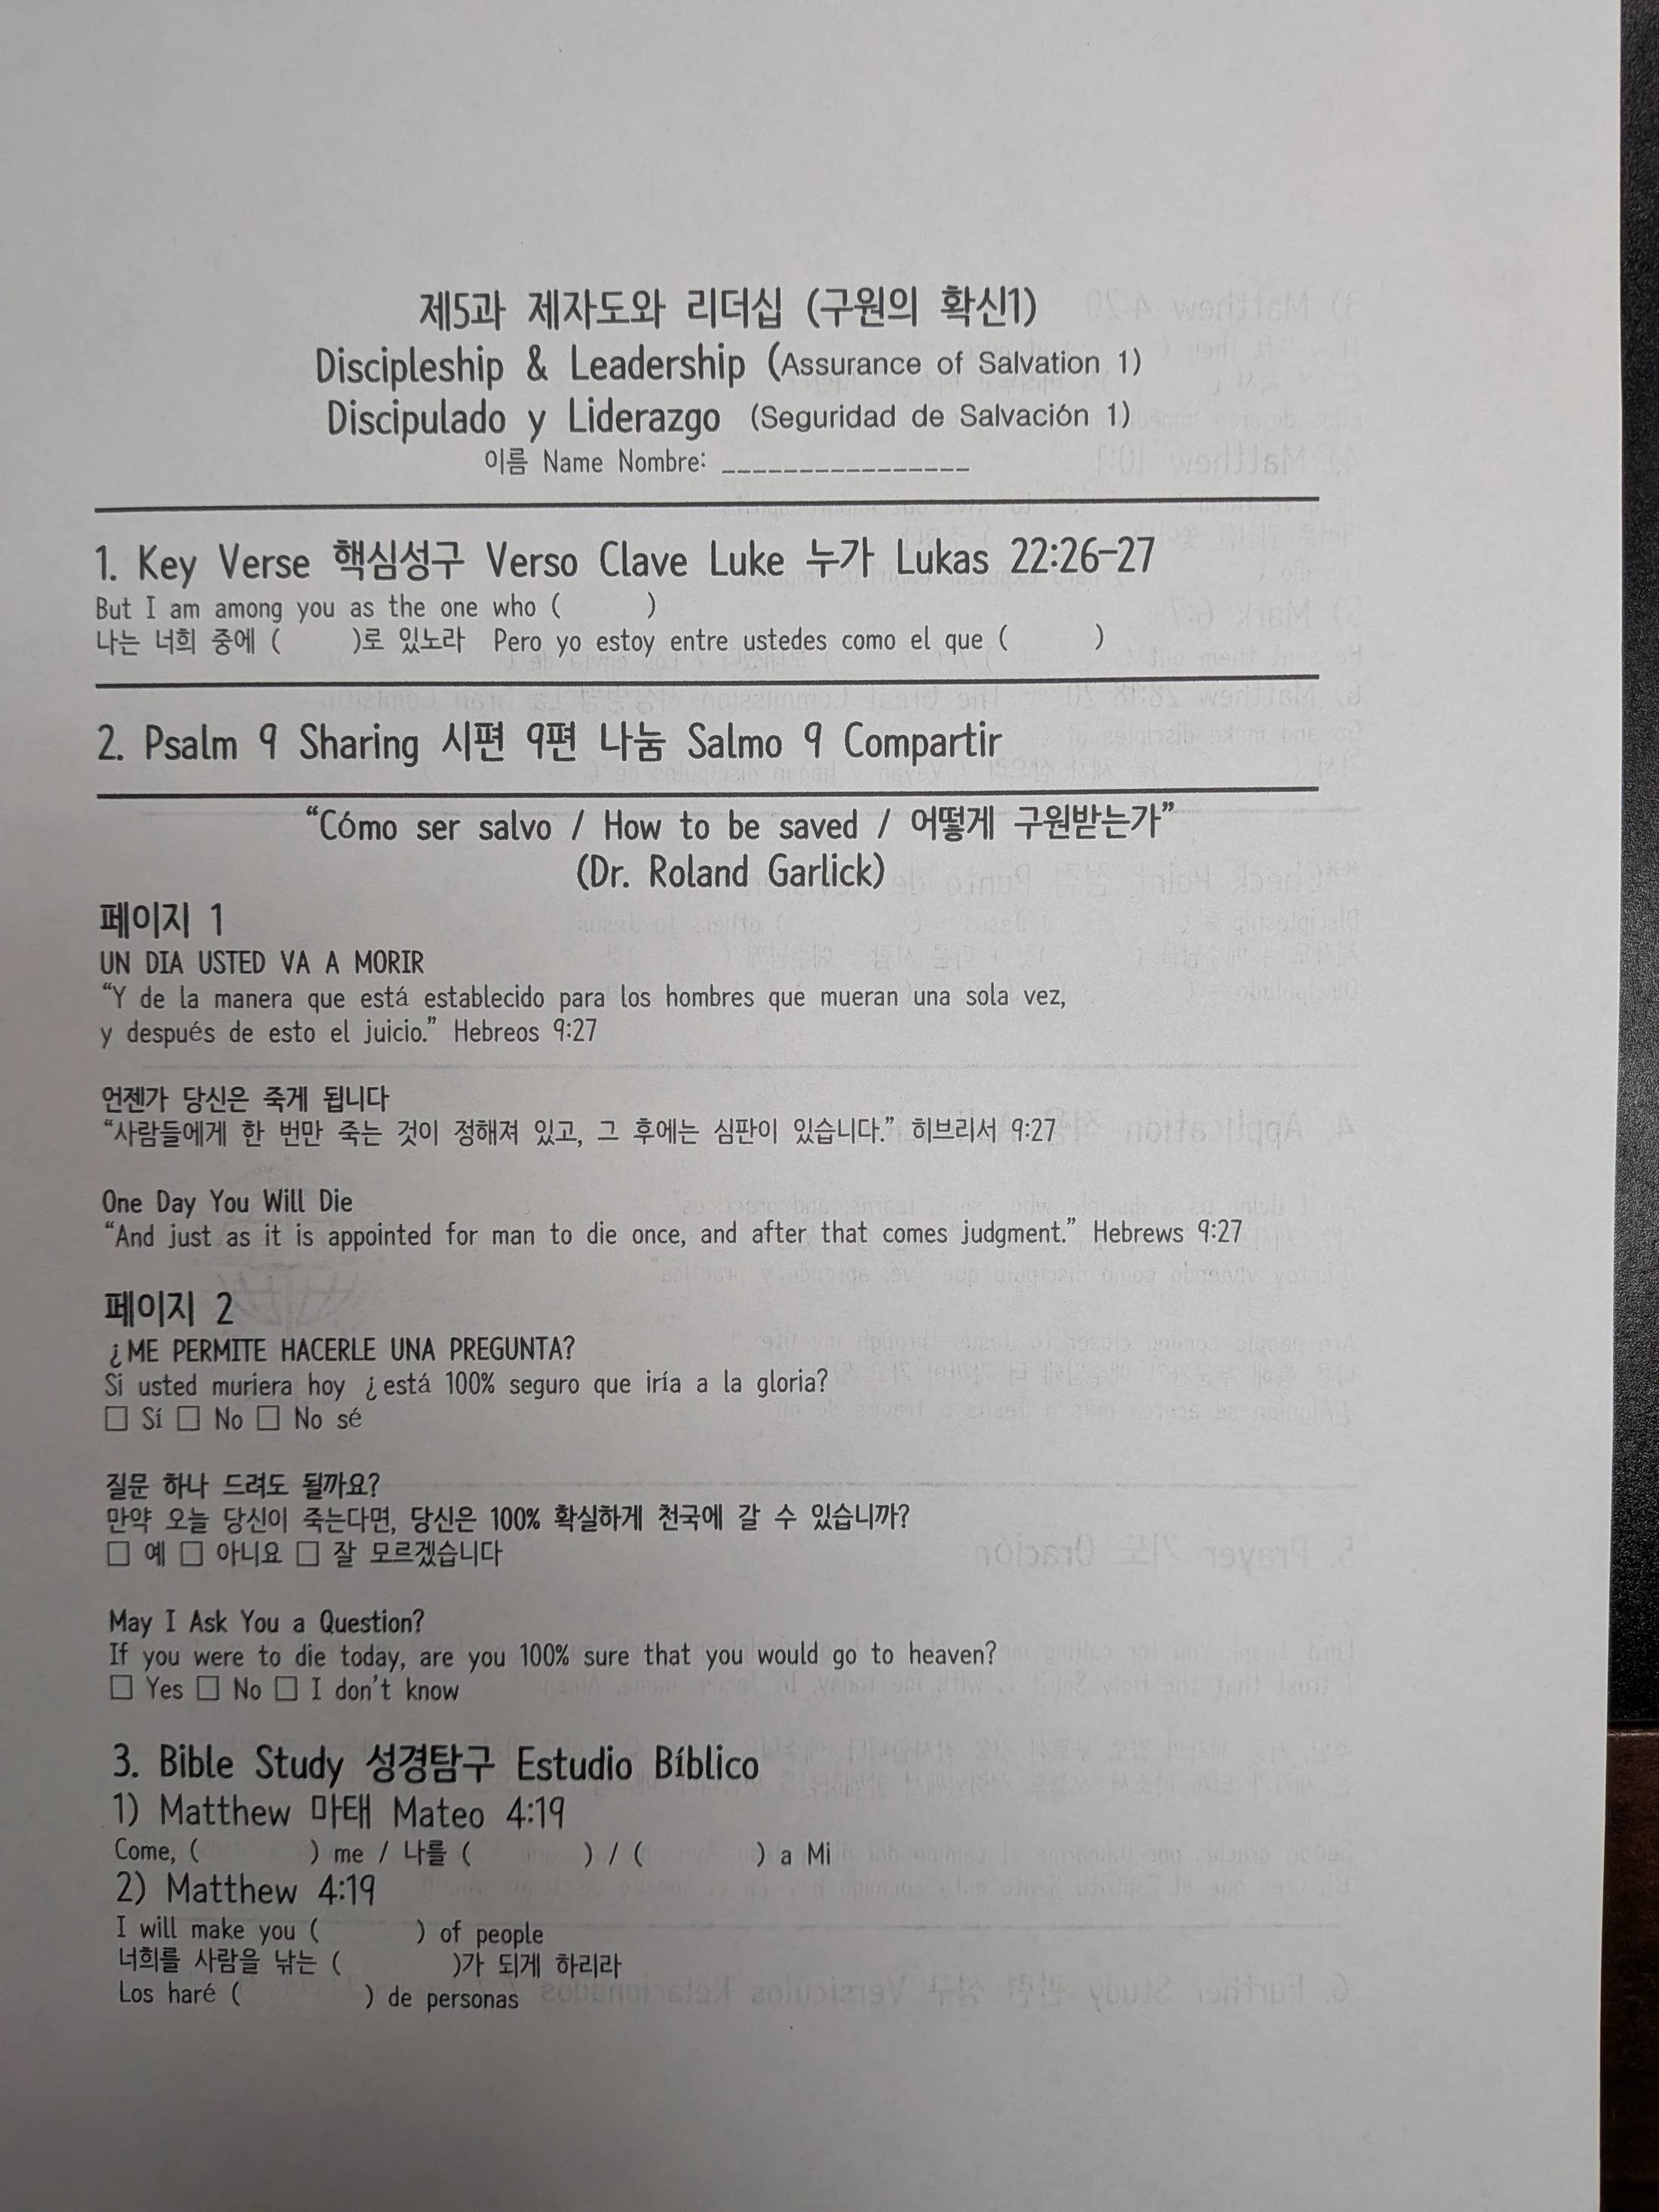 제5과 제자도와 리더십 (구원의 확신1)
Discipleship & Leadership (Assurance of Salvation 1)
Discipulado y Liderazgo (Seguridad de Salvación 1)
이름 Name Nombre: ________________
1. Key Verse 핵심성구 Verso Clave Luke 누가 Lukas 22:26-27
But I am among you as the one who (          )
나는 너희 중에 (          )로 있노라 Pero yo estoy entre ustedes como el que (          )
2. Psalm 9 Sharing 시편 9편 나눔 Salmo 9 Compartir
“Cómo ser salvo / How to be saved / 어떻게 구원받는가”
(Dr. Roland Garlick)
페이지 1
UN DIA USTED VA A MORIR
“Y de la manera que está establecido para los hombres que mueran una sola vez,
y después de esto el juicio.” Hebreos 9:27
언젠가 당신은 죽게 됩니다
“사람들에게 한 번만 죽는 것이 정해져 있고, 그 후에는 심판이 있습니다.” 히브리서 9:27
One Day You Will Die
“And just as it is appointed for man to die once, and after that comes judgment.” Hebrews 9:27
페이지 2
¿ME PERMITE HACERLE UNA PREGUNTA?
Si usted muriera hoy ¿está 100% seguro que iría a la gloria?
☐ Sí ☐ No ☐ No sé
질문 하나 드려도 될까요?
만약 오늘 당신이 죽는다면, 당신은 100% 확실하게 천국에 갈 수 있습니까?
☐ 예 ☐ 아니요 ☐ 잘 모르겠습니다
May I Ask You a Question?
If you were to die today, are you 100% sure that you would go to heaven?
☐ Yes ☐ No ☐ I don't know
3. Bible Study 성경탐구 Estudio Bíblico
1) Matthew 마태 Mateo 4:19
Come, (          ) me / 나를 (          ) / (          ) a Mi
2) Matthew 4:19
I will make you (          ) of people
너희를 사람을 낚는 (          )가 되게 하리라
Los haré (          ) de personas